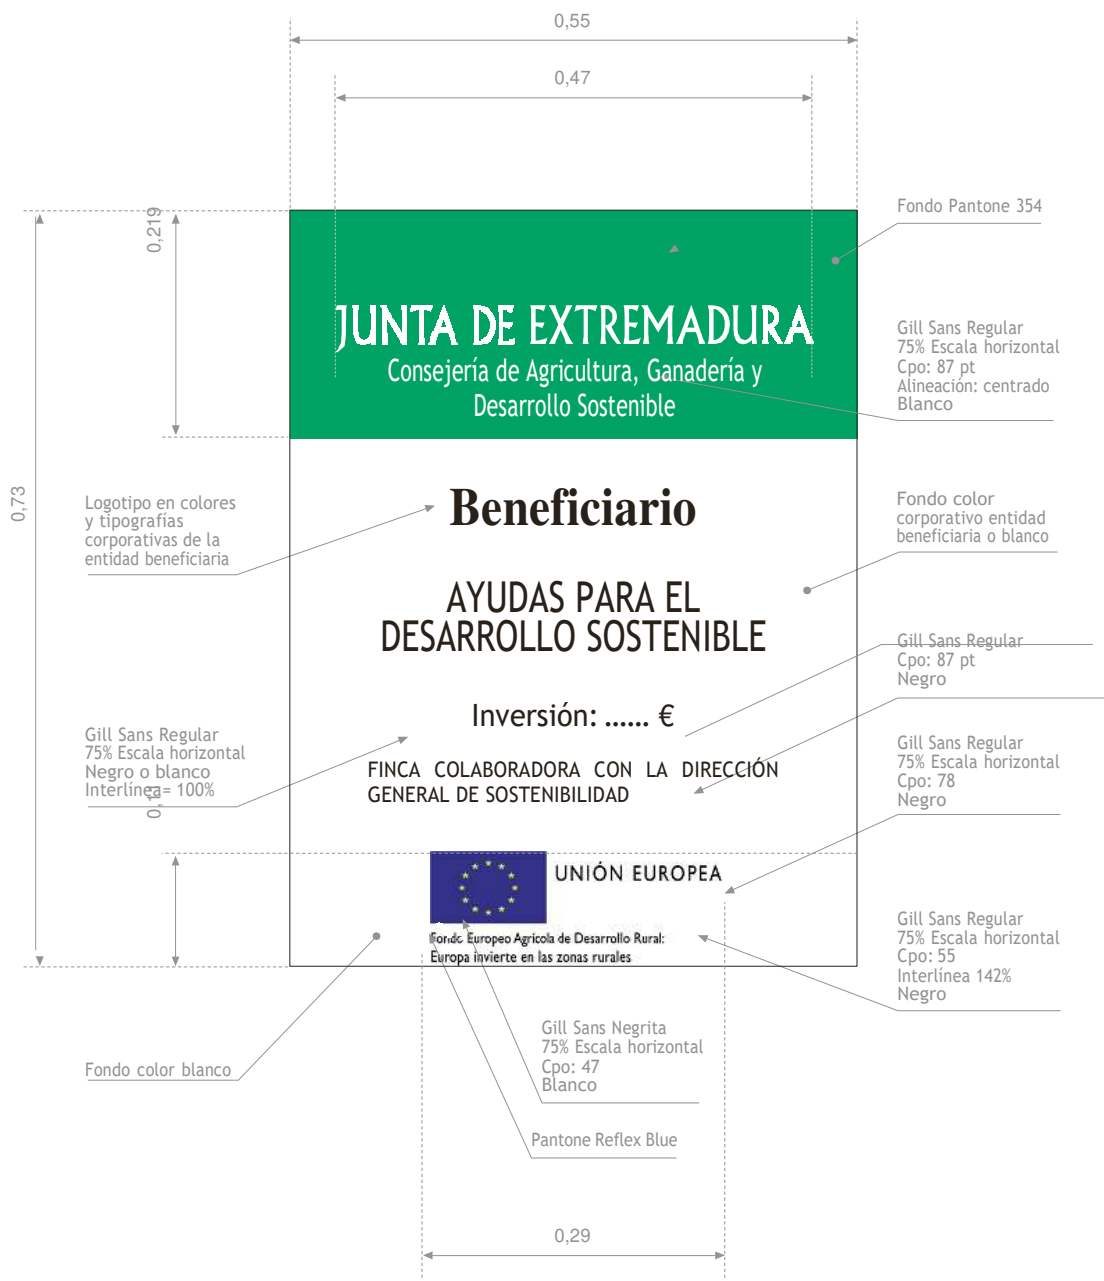 0,55
0,47
0,219
0,73
Fondo Pantone 354
JUNTA DE EXTREMADURA
Consejería de Agricultura, Ganadería y
Desarrollo Sostenible
Gill Sans Regular
75% Escala horizontal
Cpo: 87 pt
Alineación: centrado
Blanco
Logotipo en colores
y tipografías
corporativas de la
entidad beneficiaria
Beneficiario
Fondo color
corporativo entidad
beneficiaria o blanco
AYUDAS PARA EL
DESARROLLO SOSTENIBLE
Gill Sans Regular
Cpo: 87 pt
Negro
Inversión: ...... €
Gill Sans Regular
75% Escala horizontal
Negro o blanco
Interlínea= 100%
FINCA COLABORADORA CON LA DIRECCIÓN
GENERAL DE SOSTENIBILIDAD
Gill Sans Regular
75% Escala horizontal
Cpo: 78
Negro
UNIÓN EUROPEA
Fondo Europeo Agrícola de Desarrollo Rural:
Europa invierte en las zonas rurales
Gill Sans Regular
75% Escala horizontal
Cpo: 55
Interlínea 142%
Negro
Fondo color blanco
Gill Sans Negrita
75% Escala horizontal
Cpo: 47
Blanco
Pantone Reflex Blue
0,29